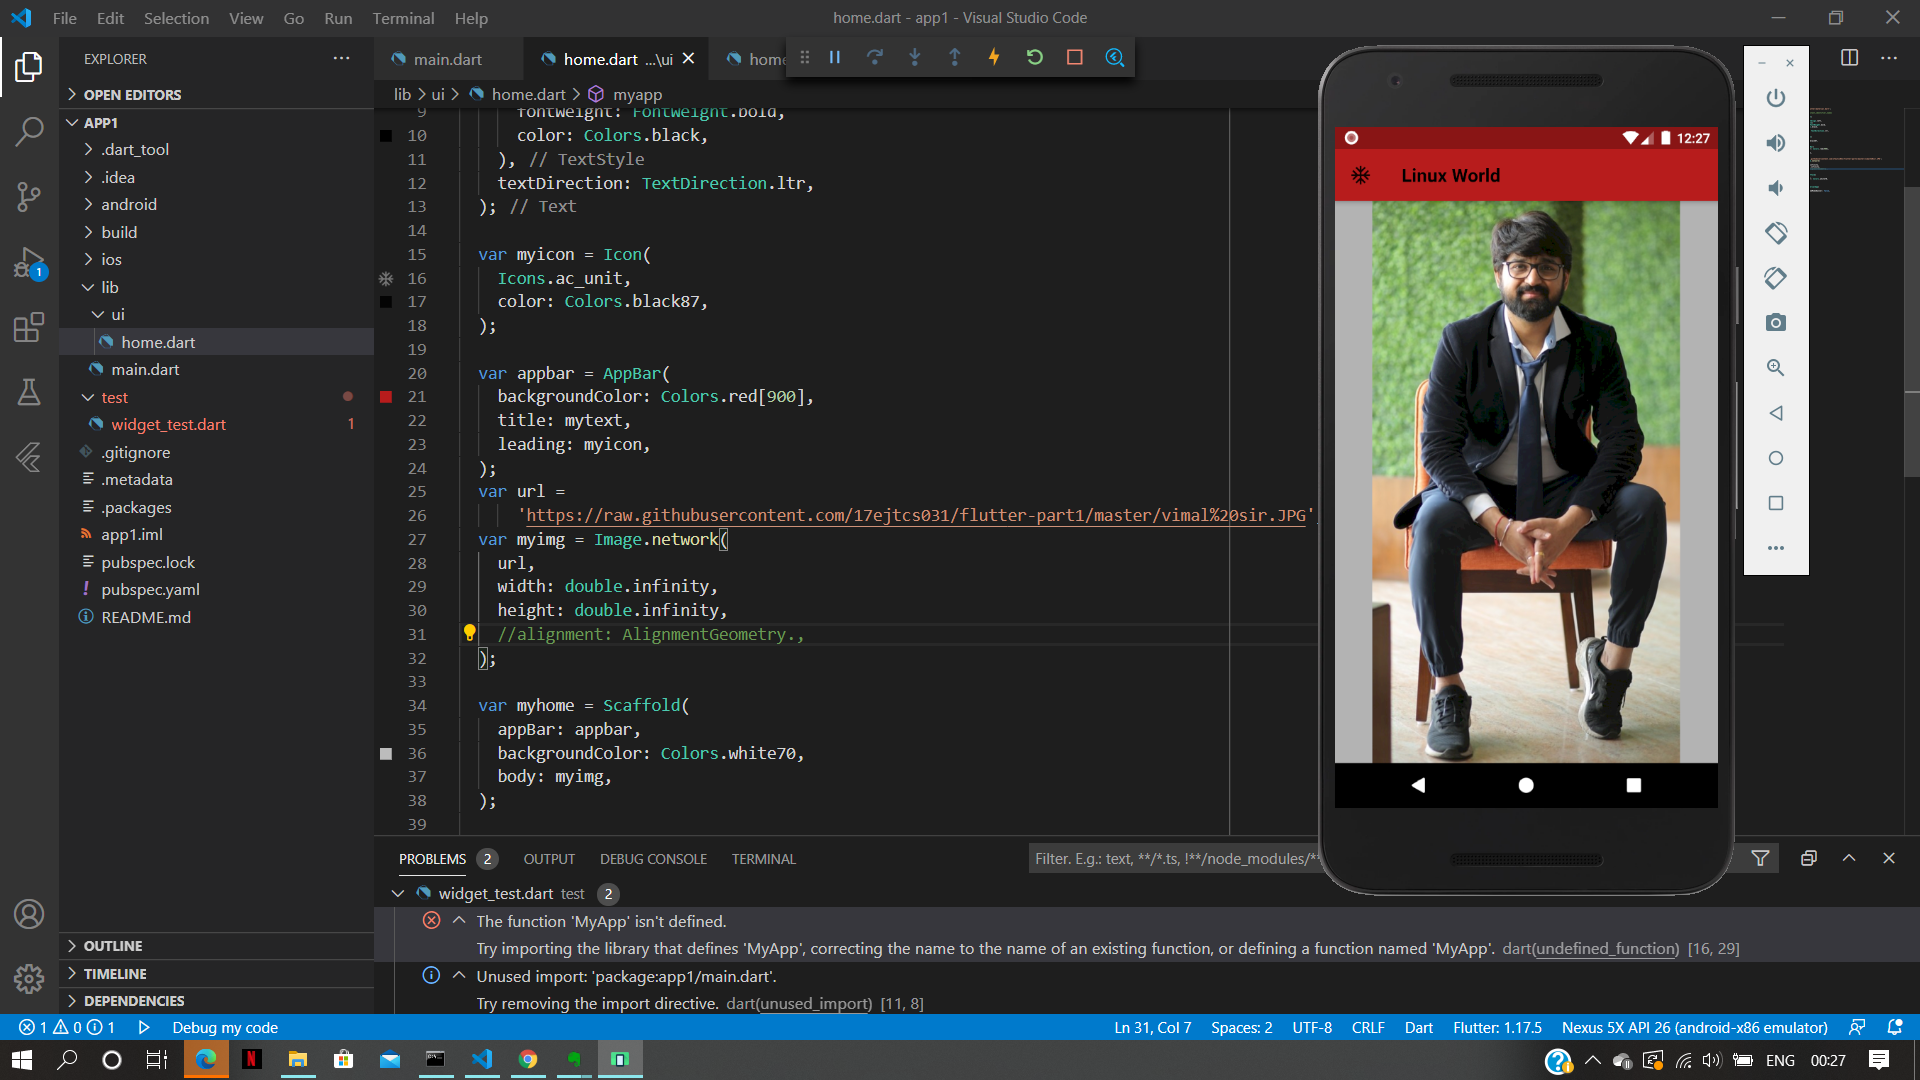 File Edit Selection View Go Run Terminal Help
home.dart - app1 - Visual Studio Code
EXPLORER
OPEN EDITORS
APP1
.dart_tool
.idea
android
build
ios
lib
ui
home.dart
main.dart
test
widget_test.dart 1
.gitignore
.metadata
.packages
app1.iml
pubspec.lock
pubspec.yaml
README.md
OUTLINE
TIMELINE
DEPENDENCIES
1
main.dart
home.dart ...\ui
home
lib > ui > home.dart > myapp
9 fontWeight: FontWeight.bold,
10 color: Colors.black,
11 ), // TextStyle
12 textDirection: TextDirection.ltr,
13 ); // Text
14
15 var myicon = Icon(
16 Icons.ac_unit,
17 color: Colors.black87,
18 );
19
20 var appbar = AppBar(
21 backgroundColor: Colors.red[900],
22 title: mytext,
23 leading: myicon,
24 );
25 var url =
26 'https://raw.githubusercontent.com/17ejtcs031/flutter-part1/master/vimal%20sir.JPG'
27 var myimg = Image.network(
28 url,
29 width: double.infinity,
30 height: double.infinity,
31 //alignment: AlignmentGeometry.,
32 );
33
34 var myhome = Scaffold(
35 appBar: appbar,
36 backgroundColor: Colors.white70,
37 body: myimg,
38 );
39
12:27
Linux World
PROBLEMS 2 OUTPUT DEBUG CONSOLE TERMINAL
Filter. E.g.: text, **/*.ts, !**/node_modules/**
widget_test.dart test 2
The function 'MyApp' isn't defined.
Try importing the library that defines 'MyApp', correcting the name to the name of an existing function, or defining a function named 'MyApp'. dart(undefined_function) [16, 29]
Unused import: 'package:app1/main.dart'.
Try removing the import directive. dart(unused_import) [11, 8]
1 0 1 Debug my code
Ln 31, Col 7 Spaces: 2 UTF-8 CRLF Dart Flutter: 1.17.5 Nexus 5X API 26 (android-x86 emulator)
ENG 00:27